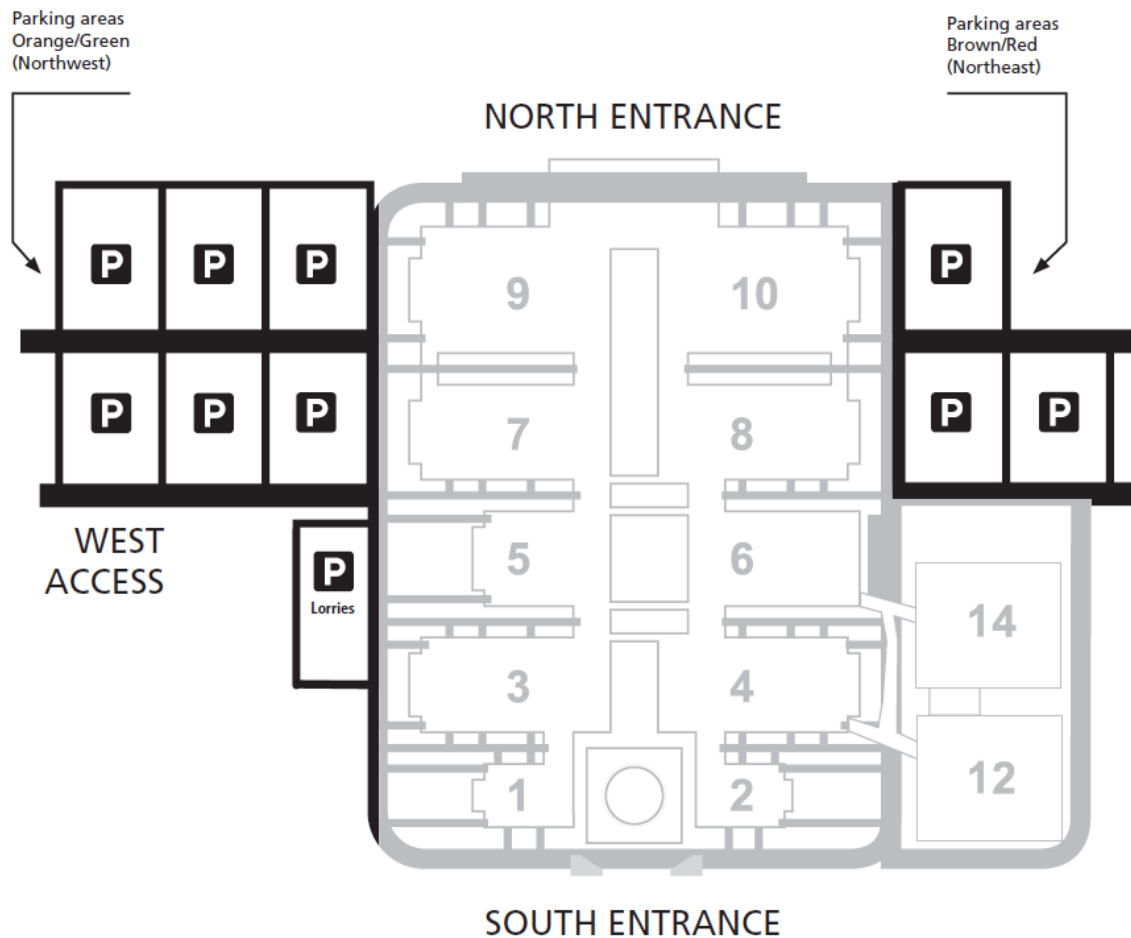 Parking areas
Orange/Green
(Northwest)
Parking areas
Brown/Red
(Northeast)
NORTH ENTRANCE
P
P
P
P
9
10
P
P
P
P
P
7
8
WEST
ACCESS
P
Lorries
5
6
14
3
4
12
1
2
SOUTH ENTRANCE